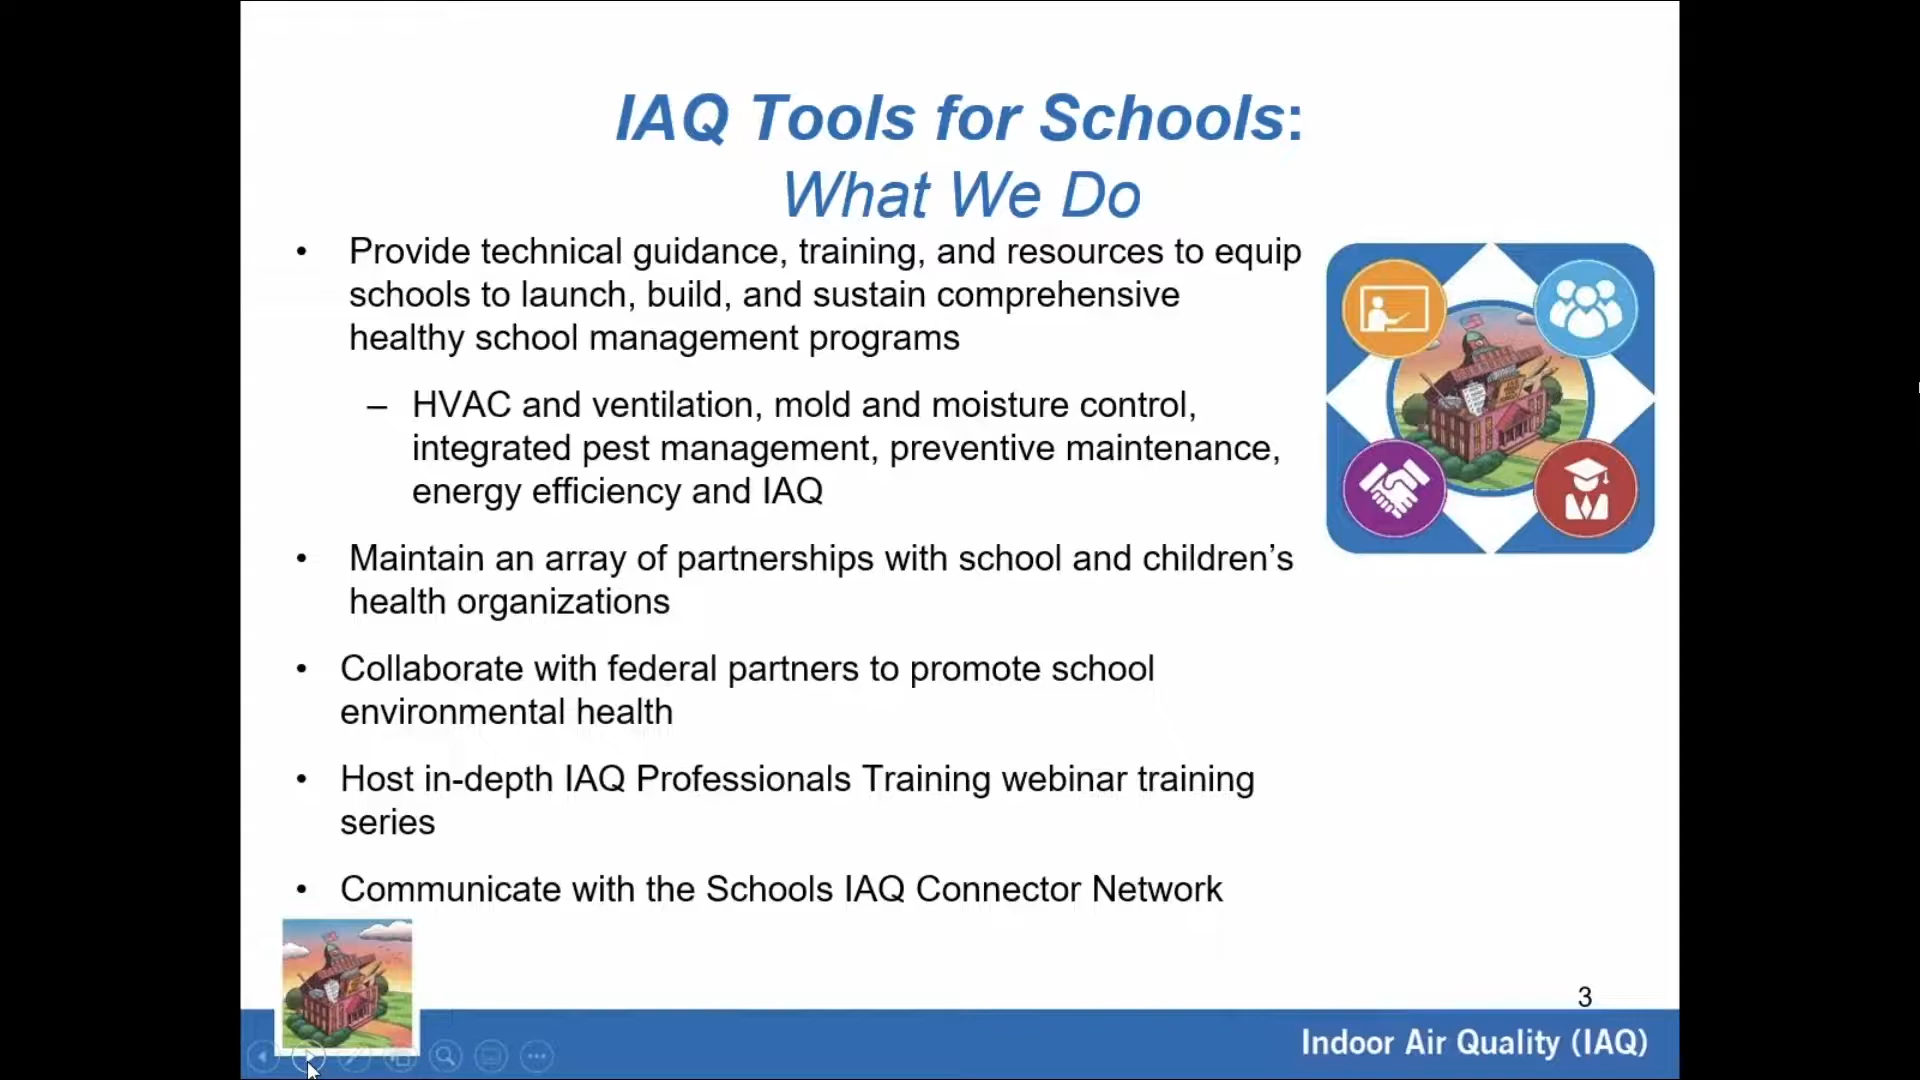 IAQ Tools for Schools:
What We Do
• Provide technical guidance, training, and resources to equip
schools to launch, build, and sustain comprehensive
healthy school management programs
– HVAC and ventilation, mold and moisture control,
integrated pest management, preventive maintenance,
energy efficiency and IAQ
• Maintain an array of partnerships with school and children’s
health organizations
• Collaborate with federal partners to promote school
environmental health
• Host in-depth IAQ Professionals Training webinar training
series
• Communicate with the Schools IAQ Connector Network
3
Indoor Air Quality (IAQ)